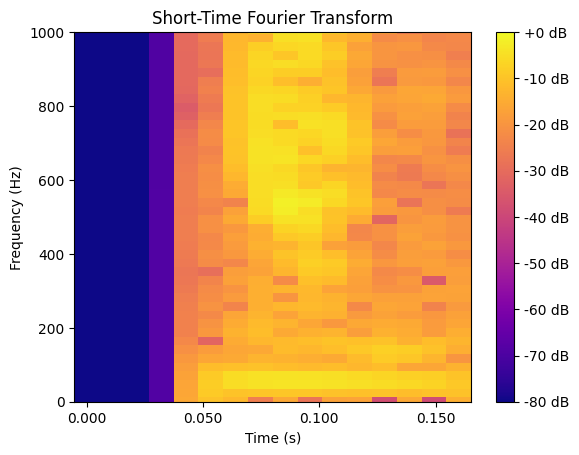 Short-Time Fourier Transform
1000
800
600
400
200
0
Frequency (Hz)
0.000
0.050
0.100
0.150
Time (s)
+0 dB
-10 dB
-20 dB
-30 dB
-40 dB
-50 dB
-60 dB
-70 dB
-80 dB